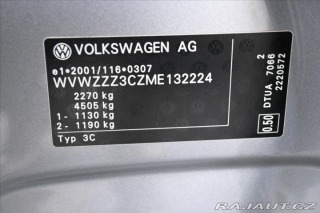 VOLKSWAGEN AG
e1*2001/116*0307
WVWZZZ3CZME132224
2270 kg
4505 kg
1- 1130 kg
2- 1190 kg
Typ 3C
2
DTUA 7066
2220572
0.50
RAJAUT.CZ